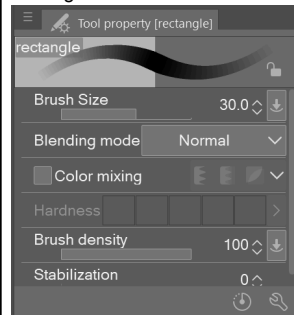 Tool property [rectangle]
rectangle
Brush Size 30.0
Blending mode Normal
Color mixing
Hardness
Brush density 100
Stabilization 0